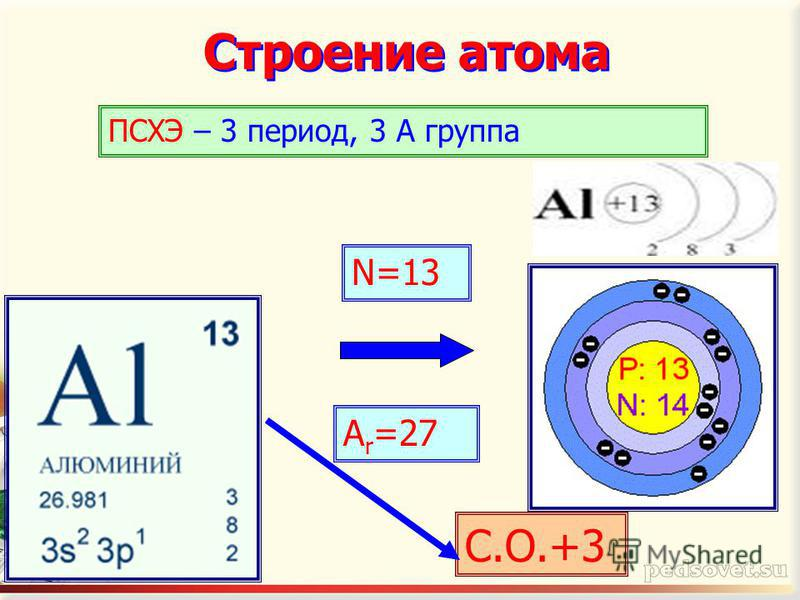 Строение атома
ПСХЭ – 3 период, 3 А группа
Al +13
2 8 3
N=13
13
Al
АЛЮМИНИЙ
26.981
3s² 3p¹
3
8
2
P: 13
N: 14
Aᵣ=27
С.О.+3
MyShared
pedsovet.su